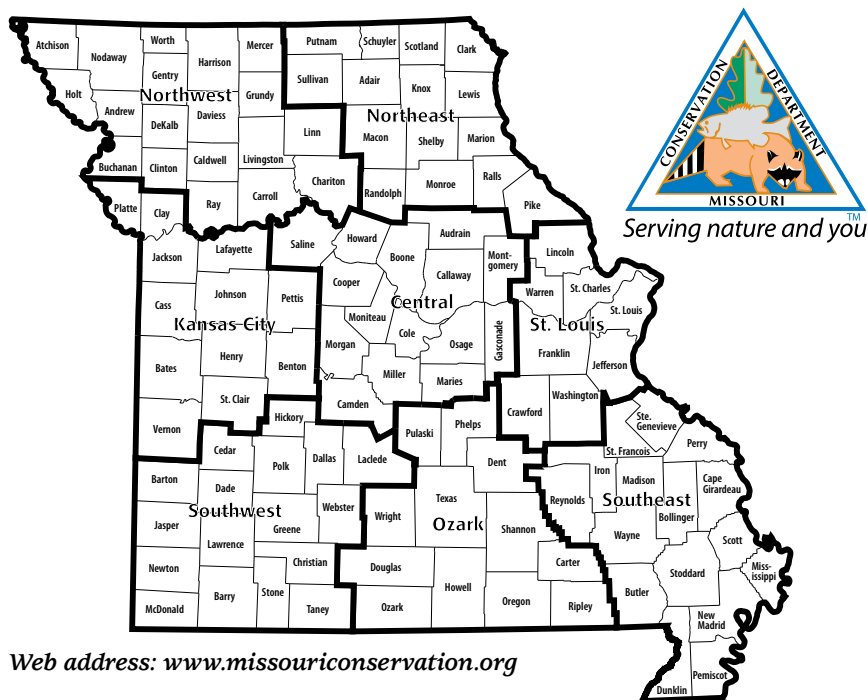 Atchison
Nodaway
Worth
Harrison
Mercer
Putnam
Schuyler
Scotland
Clark
Holt
Gentry
Sullivan
Adair
Knox
Lewis
Northwest
Andrew
DeKalb
Daviess
Grundy
Northeast
Linn
Macon
Shelby
Marion
Buchanan
Clinton
Caldwell
Livingston
Chariton
Randolph
Monroe
Ralls
Pike
Platte
Clay
Ray
Carroll
Jackson
Lafayette
Saline
Howard
Boone
Audrain
Mont-
gomery
Lincoln
Cass
Johnson
Pettis
Cooper
Callaway
Warren
St. Charles
St. Louis
Kansas City
Central
St. Louis
Moniteau
Cole
Osage
Gasconade
Franklin
Jefferson
Bates
Henry
Benton
Morgan
Miller
Maries
St. Clair
Camden
Crawford
Washington
Vernon
Hickory
Pulaski
Phelps
Ste.
Genevieve
Perry
St. Francois
Cedar
Polk
Dallas
Laclede
Dent
Iron
Madison
Barton
Dade
Texas
Reynolds
Cape
Girardeau
Southwest
Webster
Wright
Ozark
Shannon
Southeast
Bollinger
Jasper
Greene
Lawrence
Wayne
Scott
Newton
Christian
Douglas
Carter
Stoddard
Miss-
issippi
McDonald
Barry
Stone
Taney
Ozark
Howell
Oregon
Ripley
Butler
New
Madrid
Dunklin
Pemiscot
CONSERVATION
DEPARTMENT
MISSOURI
TM
Serving nature and you
Web address: www.missouriconservation.org